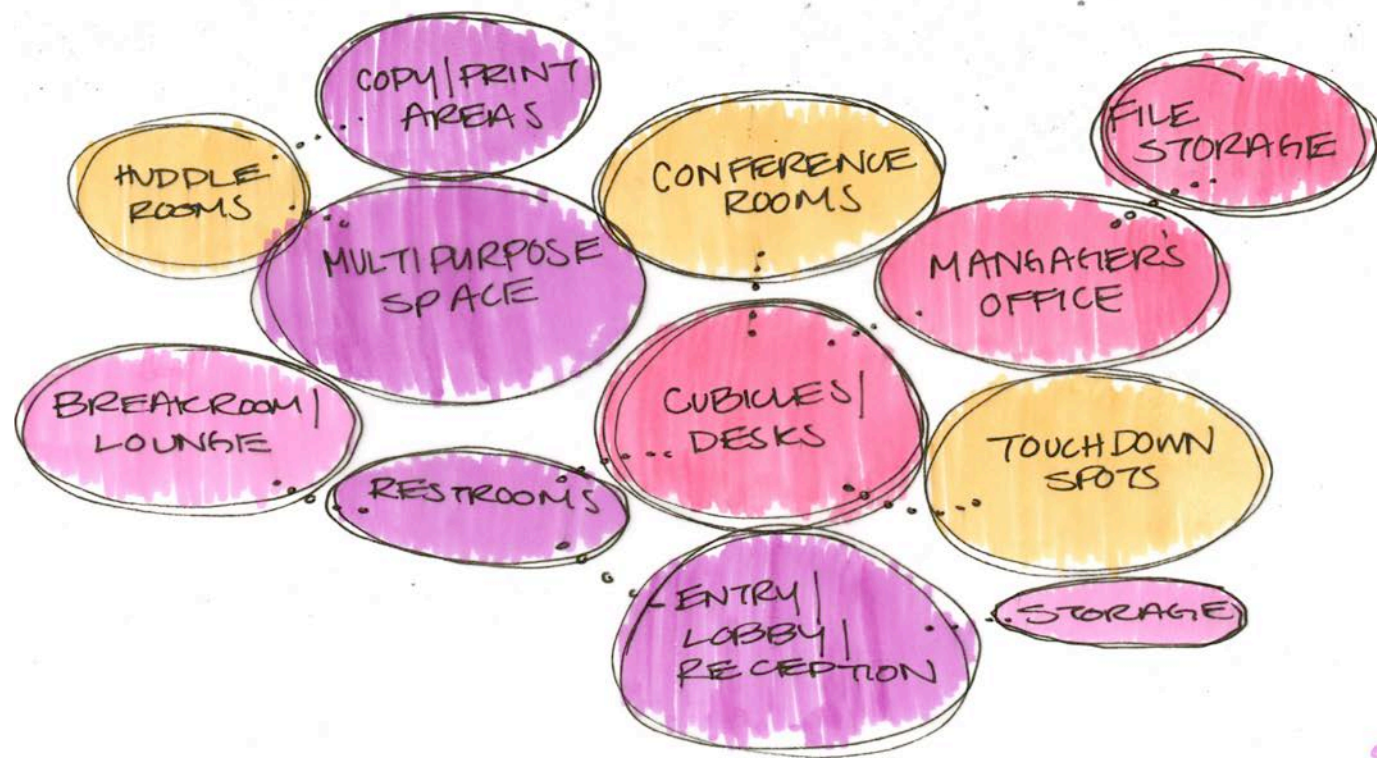 COPY/PRINT
AREAS
HUDDLE
ROOMS
CONFERENCE
ROOMS
FILE
STORAGE
MULTIPURPOSE
SPACE
MANGAGER'S
OFFICE
BREAKROOM/
LOUNGE
CUBICLES/
DESKS
TOUCHDOWN
SPOTS
RESTROOMS
ENTRY/
LOBBY/
RECEPTION
STORAGE